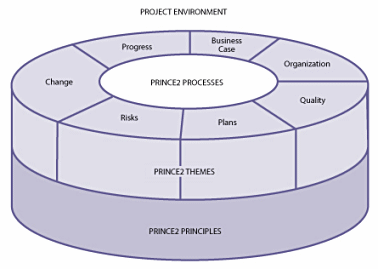 PROJECT ENVIRONMENT
Progress
Business
Case
Organization
Change
PRINCE2 PROCESSES
Quality
Risks
Plans
PRINCE2 THEMES
PRINCE2 PRINCIPLES